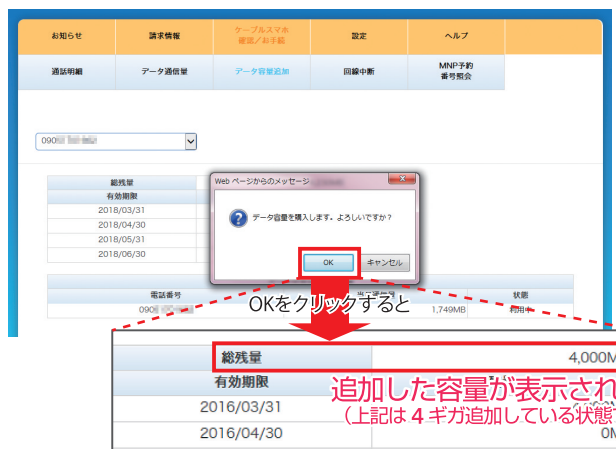 お知らせ 請求情報 ケーブルスマホ 設定 ヘルプ
確認／お手続
通話明細 データ通信量 データ容量追加 回線中断 MNP予約
番号照会
090
総残量
有効期限
2018/03/31
2018/04/30
2018/05/31
2018/06/30
Web ページからのメッセージ
データ容量を購入します。よろしいですか？
OK キャンセル
電話番号 状態
090 1,749MB 利用中
OKをクリックすると
総残量 4,000M
有効期限
追加した容量が表示され
2016/03/31
（上記は 4 ギガ追加している状態
2016/04/30 0M